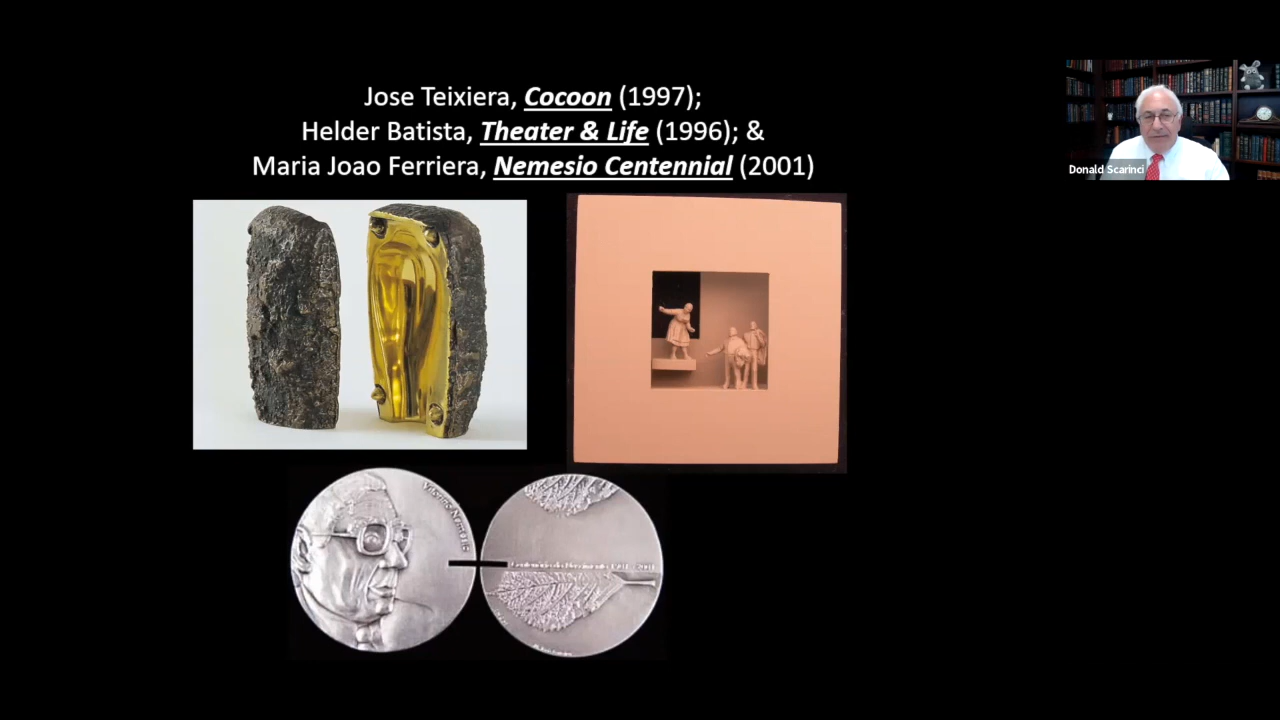 Jose Teixiera, Cocoon (1997);
Helder Batista, Theater & Life (1996); &
Maria Joao Ferriera, Nemesio Centennial (2001)
Donald Scarinci